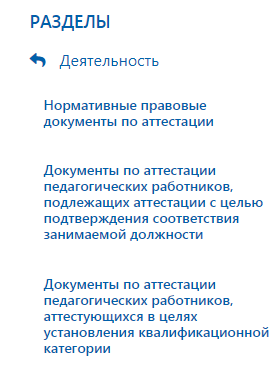 РАЗДЕЛЫ
Деятельность
Нормативные правовые
документы по аттестации
Документы по аттестации
педагогических работников,
подлежащих аттестации с целью
подтверждения соответствия
занимаемой должности
Документы по аттестации
педагогических работников,
аттестующихся в целях
установления квалификационной
категории